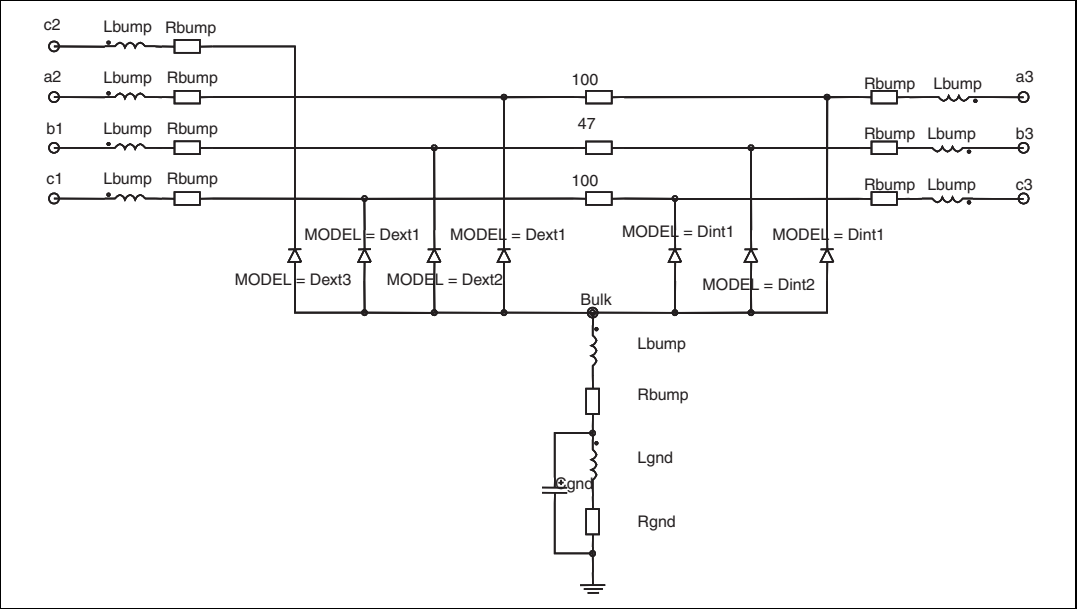 c2 Lbump Rbump
a2 Lbump Rbump 100 Rbump Lbump a3
b1 Lbump Rbump 47 Rbump Lbump b3
c1 Lbump Rbump 100 Rbump Lbump c3
MODEL = Dext1 MODEL = Dext1 MODEL = Dint1 MODEL = Dint1
MODEL = Dext3 MODEL = Dext2 MODEL = Dint2
Bulk
Lbump
Rbump
Lgnd
Cgnd
Rgnd